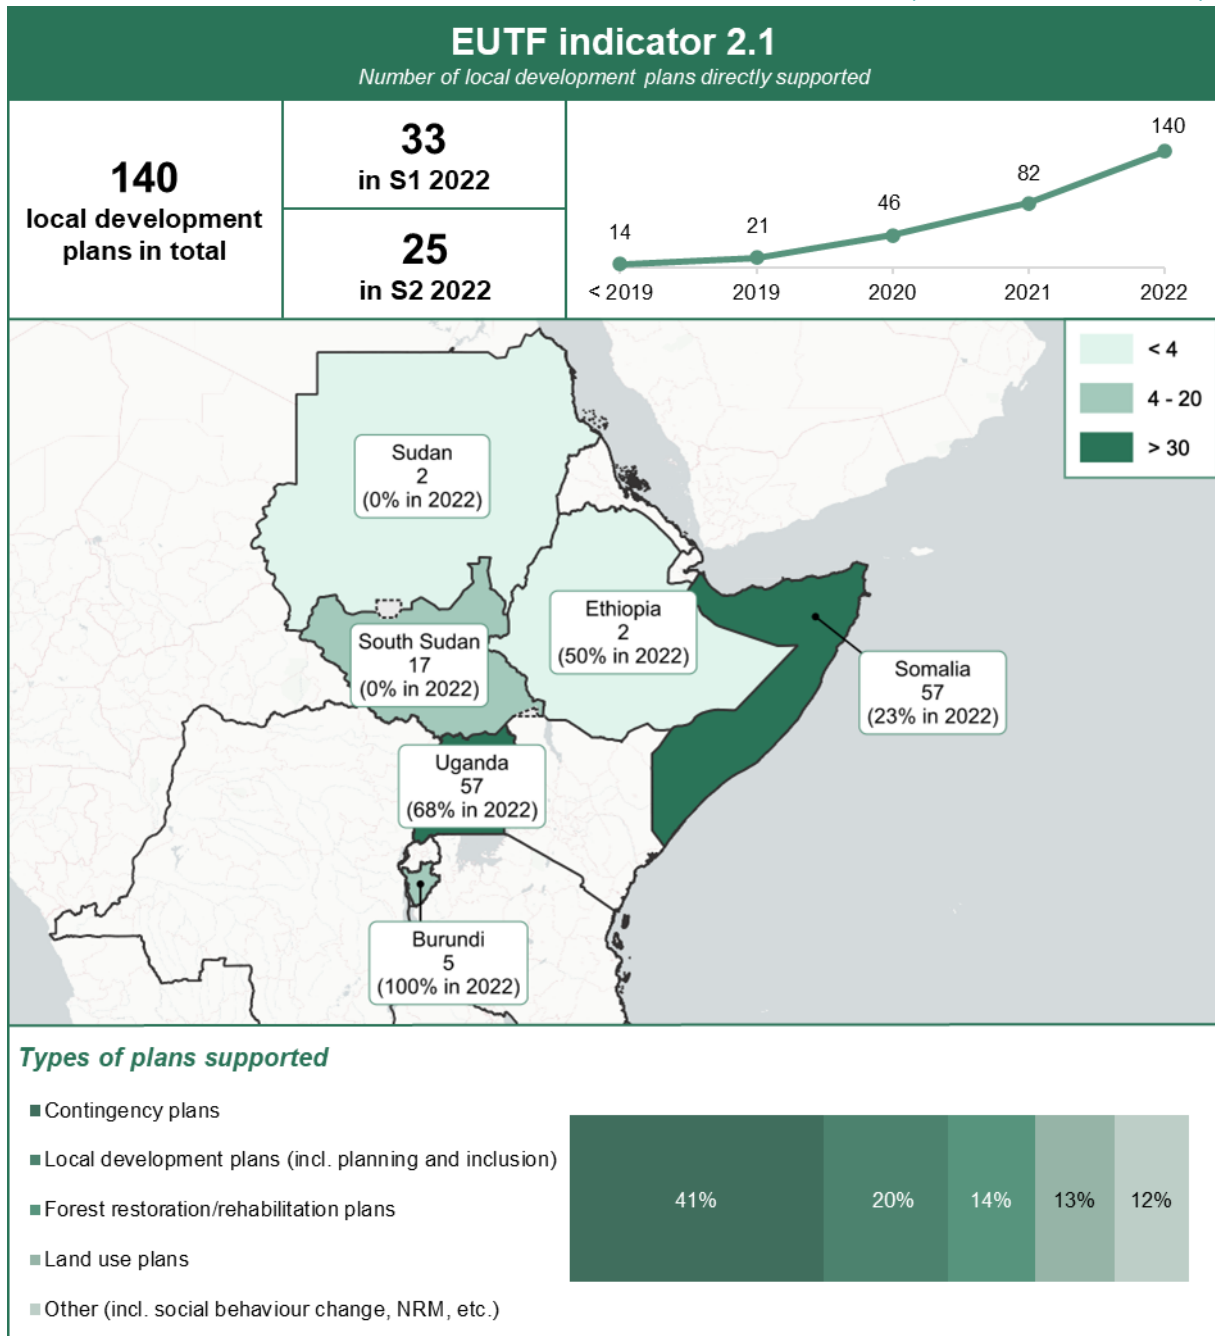 EUTF indicator 2.1
Number of local development plans directly supported
140
local development
plans in total
33
in S1 2022
25
in S2 2022
14
21
46
82
140
< 2019
2019
2020
2021
2022
< 4
4 - 20
> 30
Sudan
2
(0% in 2022)
Ethiopia
2
(50% in 2022)
South Sudan
17
(0% in 2022)
Somalia
57
(23% in 2022)
Uganda
57
(68% in 2022)
Burundi
5
(100% in 2022)
Types of plans supported
Contingency plans
Local development plans (incl. planning and inclusion)
Forest restoration/rehabilitation plans
Land use plans
Other (incl. social behaviour change, NRM, etc.)
41%
20%
14%
13%
12%